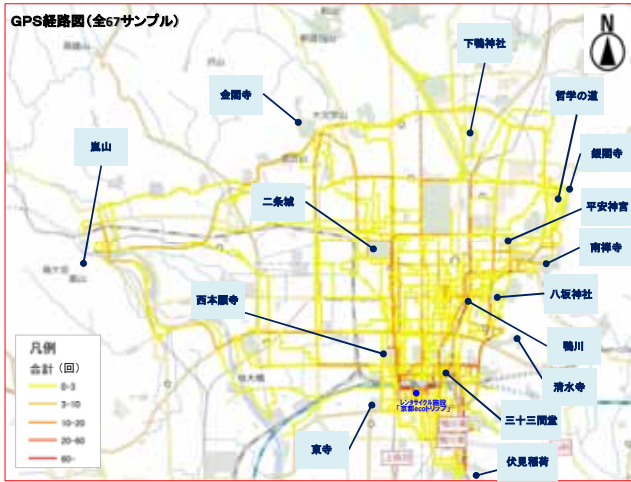 GPS経路図(全67サンプル)
N
下鴨神社
金閣寺
哲学の道
嵐山
銀閣寺
二条城
平安神宮
南禅寺
西本願寺
八坂神社
鴨川
凡例
合計 (回)
0-3
3-10
10-20
20-60
60-
清水寺
レンタサイクル施設
「京都ecoトリップ」
三十三間堂
東寺
伏見稲荷